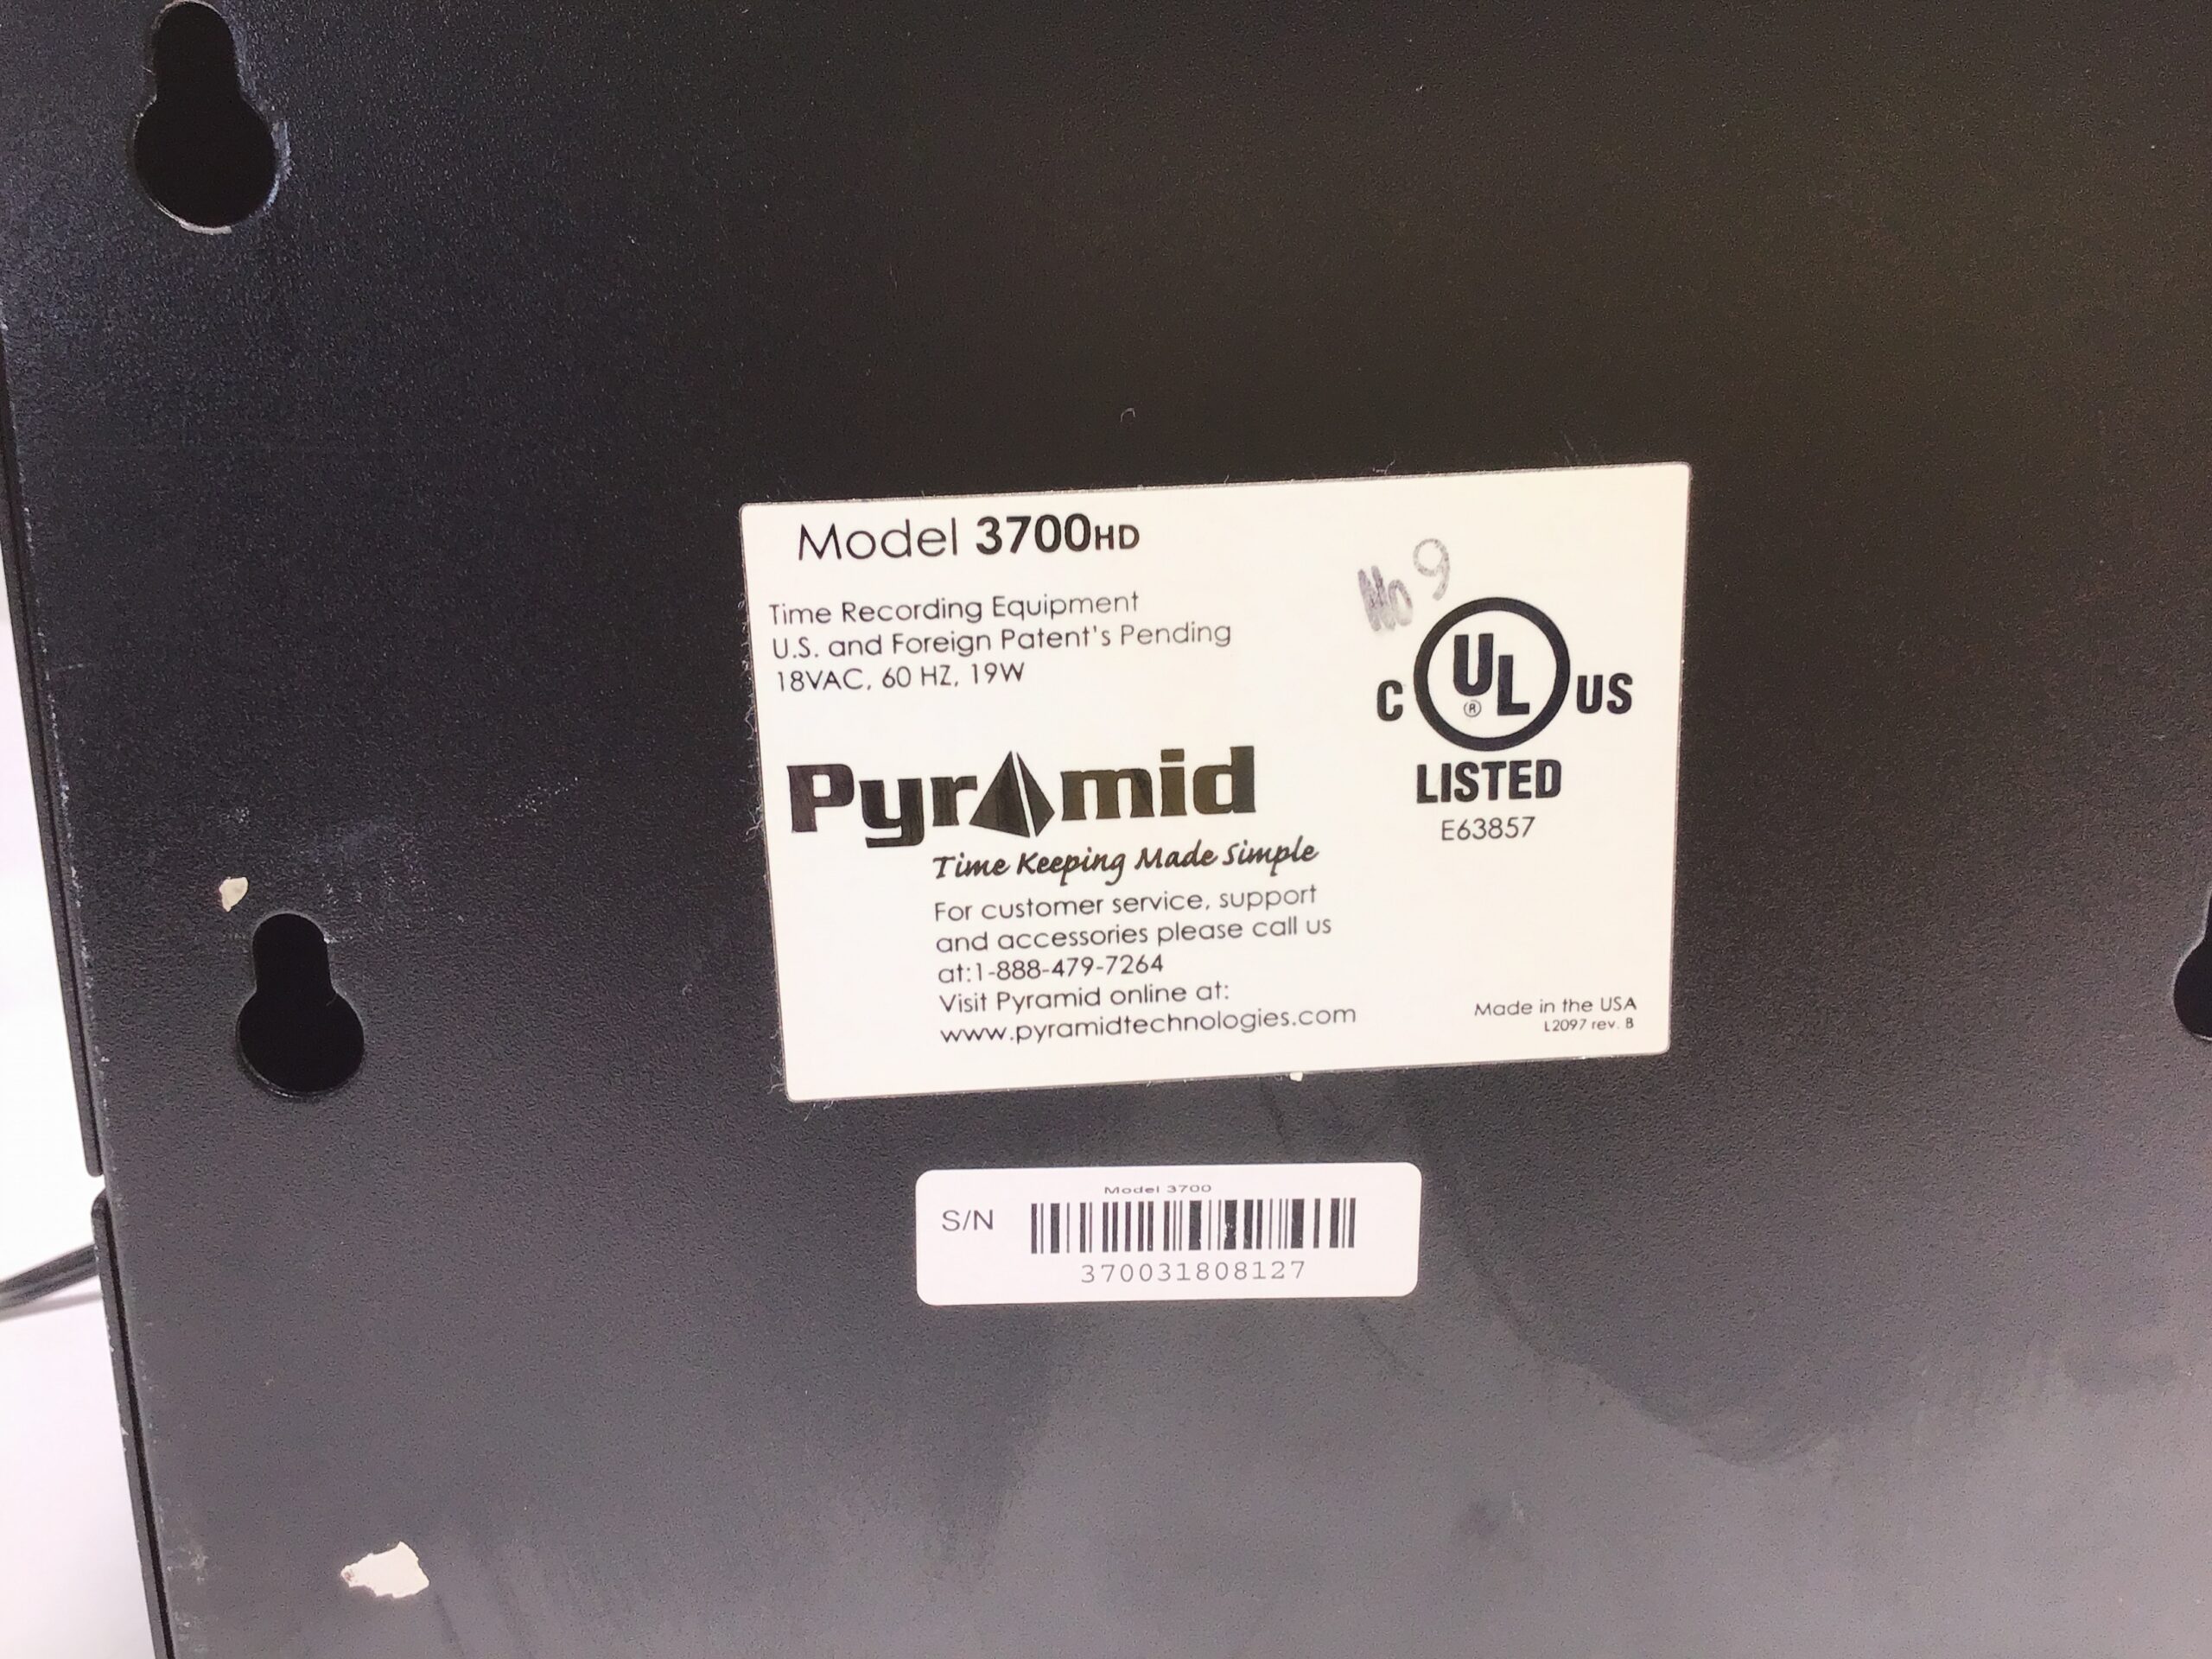 Model 3700HD
Time Recording Equipment
U.S. and Foreign Patent's Pending
18VAC, 60 HZ, 19W
No 9
C UL® US
LISTED
E63857
Pyramid
Time Keeping Made Simple
For customer service, support
and accessories please call us
at:1-888-479-7264
Visit Pyramid online at:
www.pyramidtechnologies.com
Made in the USA
L2097 rev. B
Model 3700
S/N
370031808127